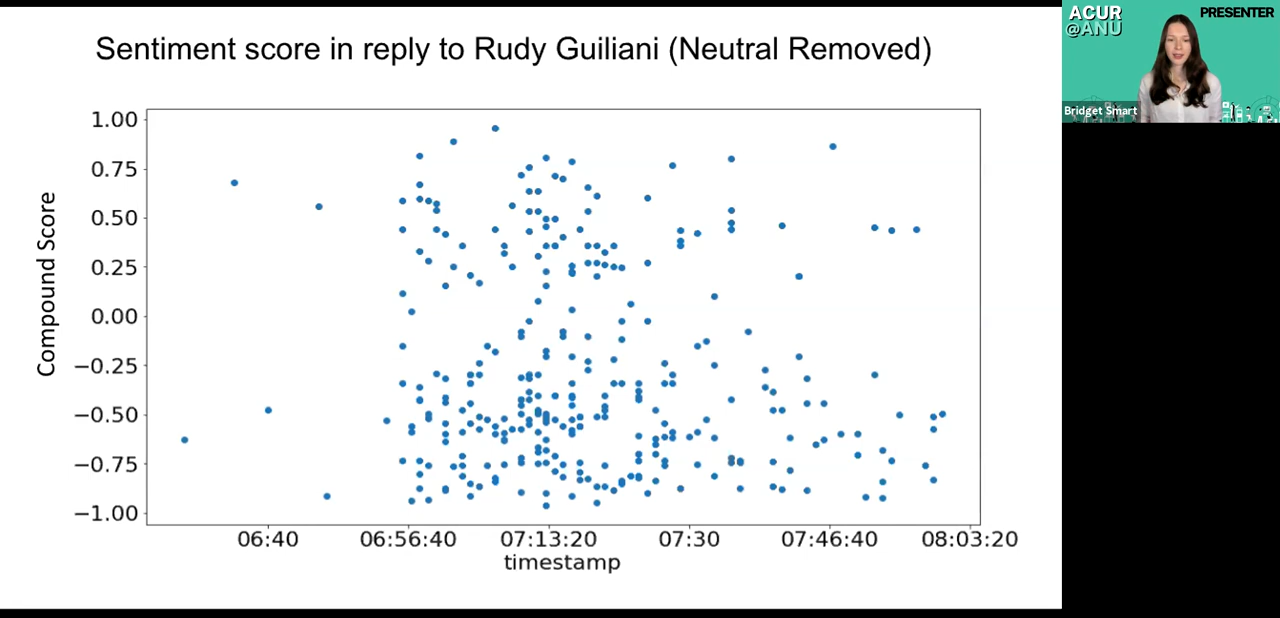 Sentiment score in reply to Rudy Guiliani (Neutral Removed)
ACUR
@ANU
PRESENTER
Bridget Smart
Compound Score
1.00
0.75
0.50
0.25
0.00
−0.25
−0.50
−0.75
−1.00
06:40 06:56:40 07:13:20 07:30 07:46:40 08:03:20
timestamp